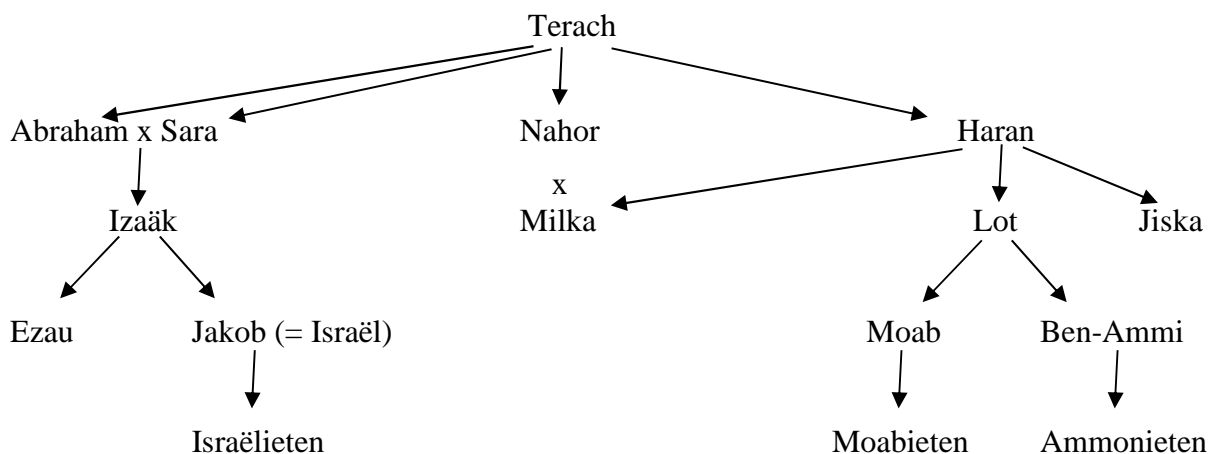 Terach
Abraham x Sara Nahor Haran
x
Izaäk Milka Lot Jiska
Ezau Jakob (= Israël) Moab Ben-Ammi
Israëlieten Moabieten Ammonieten